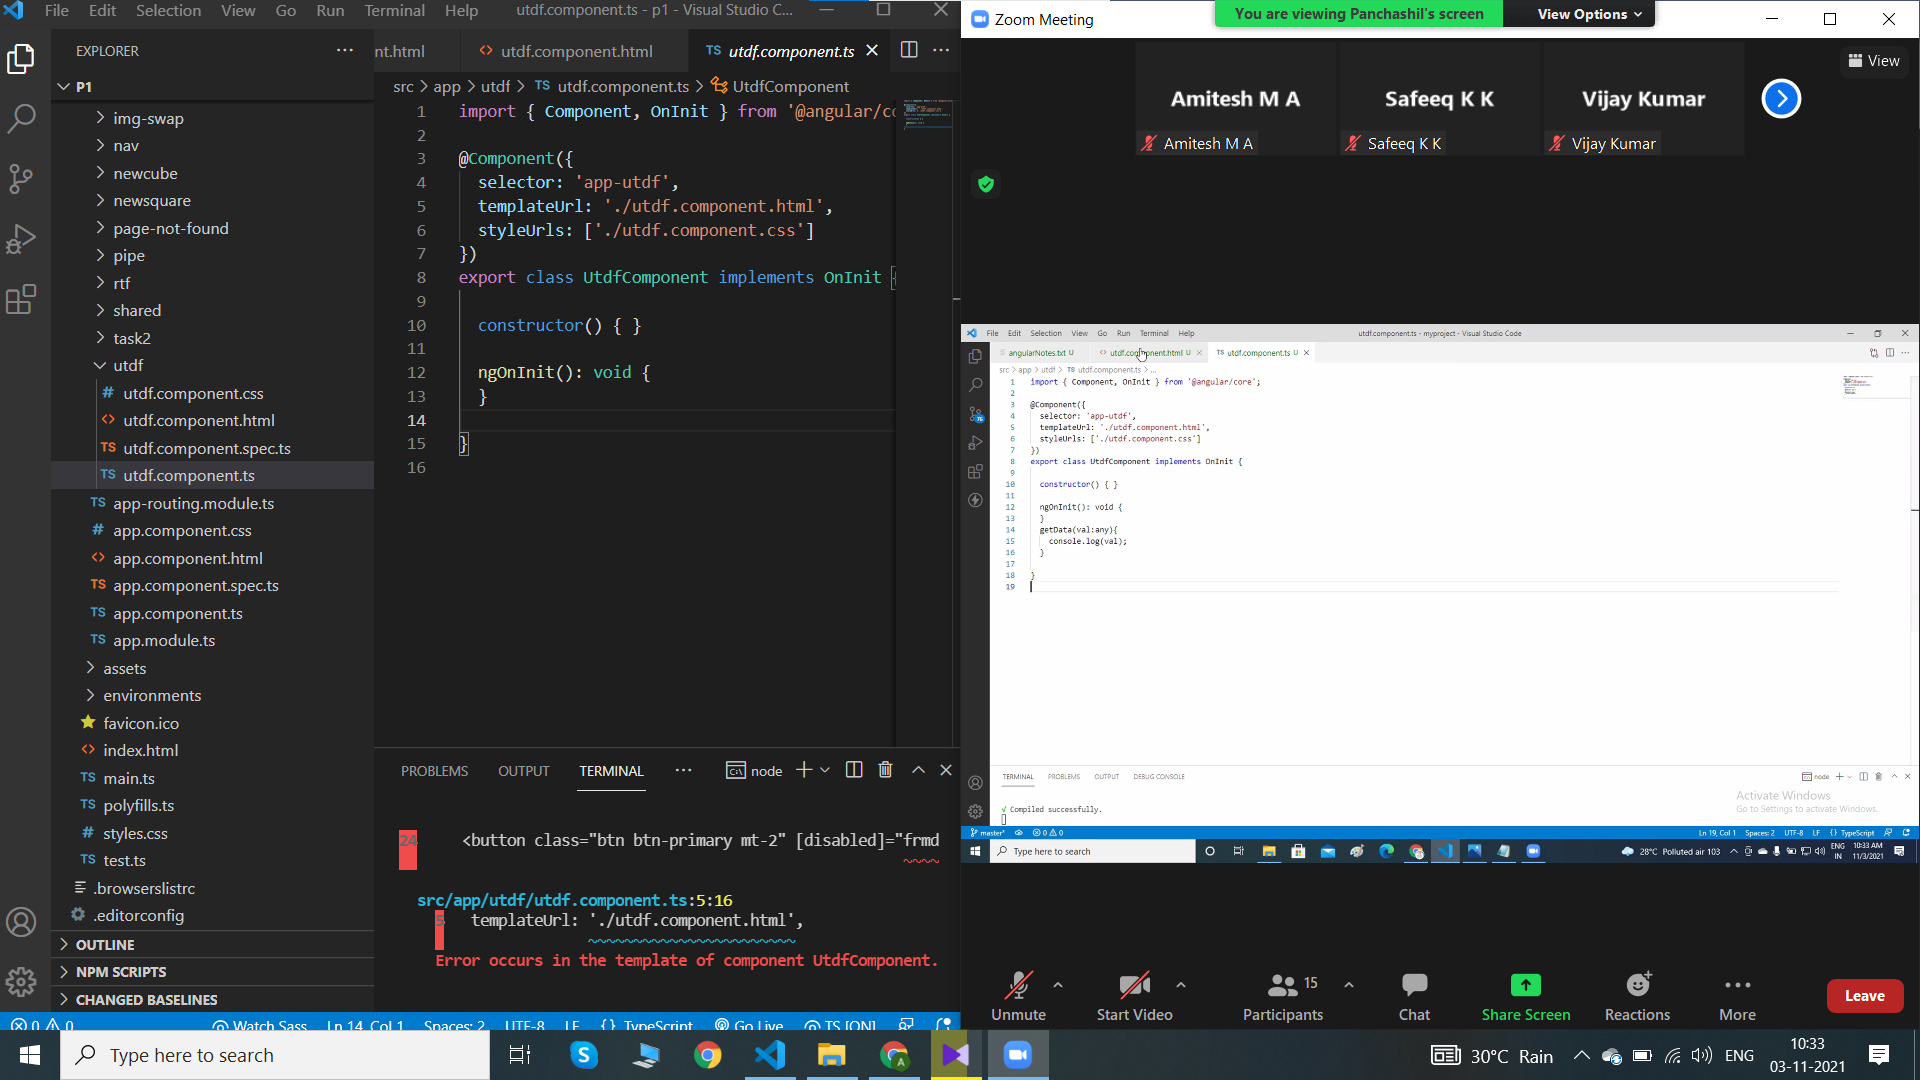 File Edit Selection View Go Run Terminal Help utdf.component.ts - p1 - Visual Studio C...
EXPLORER
P1
img-swap
nav
newcube
newsquare
page-not-found
pipe
rtf
shared
task2
utdf
# utdf.component.css
<> utdf.component.html
TS utdf.component.spec.ts
TS utdf.component.ts
TS app-routing.module.ts
# app.component.css
<> app.component.html
TS app.component.spec.ts
TS app.component.ts
TS app.module.ts
assets
environments
favicon.ico
<> index.html
TS main.ts
TS polyfills.ts
# styles.css
TS test.ts
.browserslistrc
.editorconfig
OUTLINE
NPM SCRIPTS
CHANGED BASELINES
nt.html <> utdf.component.html TS utdf.component.ts
src > app > utdf > TS utdf.component.ts > UtdfComponent
1 import { Component, OnInit } from '@angular/co
2
3 @Component({
4 selector: 'app-utdf',
5 templateUrl: './utdf.component.html',
6 styleUrls: ['./utdf.component.css']
7 })
8 export class UtdfComponent implements OnInit {
9
10 constructor() { }
11
12 ngOnInit(): void {
13 }
14
15 }
16
PROBLEMS OUTPUT TERMINAL ... node
24 <button class="btn btn-primary mt-2" [disabled]="frmd
src/app/utdf/utdf.component.ts:5:16
5 templateUrl: './utdf.component.html',
Error occurs in the template of component UtdfComponent.
0 0 Watch Sass Ln 14, Col 1 Spaces: 2 UTF-8 LF {} TypeScript Go Live TS [ON]
Zoom Meeting
You are viewing Panchashil's screen View Options
View
Amitesh M A Safeeq K K Vijay Kumar
Amitesh M A Safeeq K K Vijay Kumar
File Edit Selection View Go Run Terminal Help utdf.component.ts - myproject - Visual Studio Code
angularNotes.txt U <> utdf.component.html U TS utdf.component.ts U
src > app > utdf > TS utdf.component.ts > ...
1 import { Component, OnInit } from '@angular/core';
2
3 @Component({
4 selector: 'app-utdf',
5 templateUrl: './utdf.component.html',
6 styleUrls: ['./utdf.component.css']
7 })
8 export class UtdfComponent implements OnInit {
9
10 constructor() { }
11
12 ngOnInit(): void {
13 }
14 getData(val:any){
15 console.log(val);
16 }
17
18 }
19
TERMINAL PROBLEMS OUTPUT DEBUG CONSOLE node
√ Compiled successfully.
Activate Windows
Go to Settings to activate Windows.
master* 0 0 Ln 19, Col 1 Spaces: 2 UTF-8 LF {} TypeScript
Type here to search 28°C Polluted air 103 ENG IN 10:33 AM 11/3/2021
Unmute Start Video 15 Participants Chat Share Screen Reactions More Leave
Type here to search 30°C Rain ENG 10:33 03-11-2021